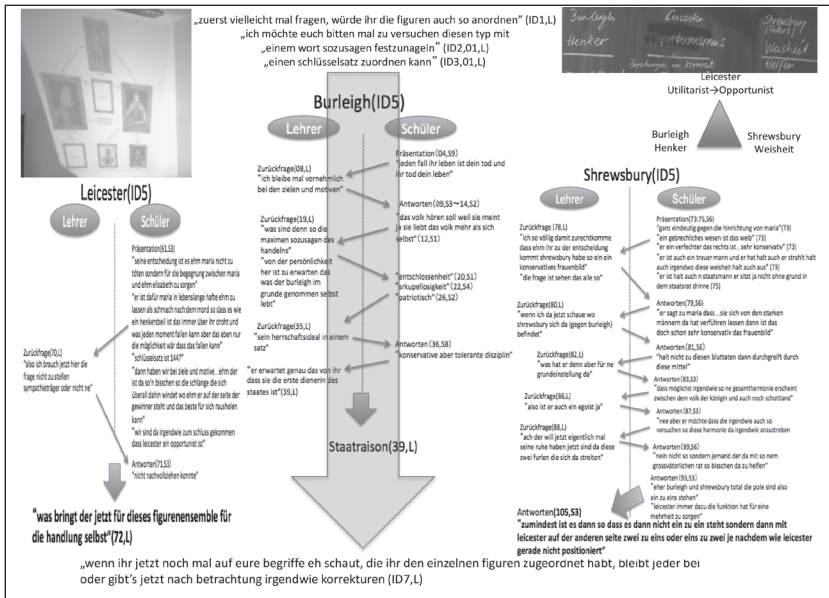 „zuerst vielleicht mal fragen, würde ihr die figuren auch so anordnen" (ID1,L)
„ich möchte euch bitten mal zu versuchen diesen typ mit
„einem wort sozusagen festzunageln" (ID2,01,L)
„einen schlüsselsatz zuordnen kann" (ID3,01,L)
Burleigh
Leicester
Shrewsbury
Henker
Opportunismus
Weisheit
Helfer
Leicester
Utilitarist→Opportunist
Burleigh
Henker
Shrewsbury
Weisheit
Leicester(ID5)
Lehrer
Schüler
Präsentation(61,S3)
"seine entscheidung ist es ehm maria nicht zu
töten sondern für die begegnung zwischen maria
und ehm elisabeth zu sorgen"
"er ist dafür maria in lebenslange hafte ehm zu
lassen als schmach nach dem mord so dass es wie
ein henkersbeil ist das immer über ihr droht und
was jeden moment fallen kann aber das eben nur
die möglichkeit wär dass das fallen kann"
"schlüsselsatz ist 1447"
"dann haben wir bei ziele und motive...ehm der
ist da so'n bisschen so die schlange die sich
überall dahin windet wo ehm er auf der seite der
gewinner steht und das beste für sich rausholen
kann"
"wir sind da irgendwie zum schluss gekommen
dass leicester ein opportunist ist"
Zurückfrage(70,L)
"also ich brauch jetzt hier die
frage nicht zu stellen
sympathieträger oder nicht ne"
Antworten(71,S3)
"nicht nachvollziehen konnte"
"was bringt der jetzt für dieses figurenensemble für
die handlung selbst"(72,L)
Burleigh(ID5)
Lehrer
Schüler
Präsentation(04,S9)
"jeden fall ihr leben ist dein tod und
ihr tod dein leben"
Zurückfrage(08,L)
"ich bleibe mal vornehmlich
bei den zielen und motiven"
Antworten(09,S3~14,S2)
"das volk hören soll weil sie meint
ja sie liebt das volk mehr als sich
selbst" (12,S1)
Zurückfrage(19,L)
"was sind denn so die
maximen sozusagen des
handelns"
"von der persönlichkeit
her ist zu erwarten das
was der burleigh im
grunde genommen selbst
lebt"
"entschlossenheit" (20,S1)
"srkupellosigkeit" (22,S4)
"patriotisch" (26,S2)
Zurückfrage(35,L)
"sein herrschaftsideal in einem
satz"
Antworten(36,S8)
"konservative aber tolerante disziplin"
"er erwartet genau das von ihr
dass sie die erste dienerin des
staates ist"(39,L)
Staatraison(39,L)
Shrewsbury(ID5)
Lehrer
Schüler
Präsentation(73:75,S6)
"ganz eindeutig gegen die hinrichtung von maria" (73)
"ein gebrechliches wesen ist das weib" (73)
"er ein verfechter das rechts ist...sehr konservativ" (73)
"er ist auch ein treuer mann und er hat halt auch er strahlt halt
auch irgendwo diese weisheit halt auch aus" (73)
"er ist halt n staatsmann er sitzt ja nicht ohne grund in
dem staatsrat drinne (75)
Zurückfrage (78,L)
"ich so völlig damit zurechtkomme
dass ehm ihr zu der entscheidung
kommt shrewsbury habe so ein ein
konservatives frauenbild"
"die frage ist sehen das alle so"
Antworten(79,S6)
"er sagt zu maria dass...sie sich von den starken
männern da hat verführen lassen dann ist das
doch schon sehr konservativ das frauenbild"
Zurückfrage(80,L)
"wenn ich da jetzt schaue wo
shrewsbury sich da (gegen burleigh)
befindet"
Antworten(81,S6)
"halt nicht zu diesen bluttaten dann durchgreift durch
diese mittel"
Zurückfrage(82,L)
"was hat er denn aber für ne
grundeinstellung da"
Antworten(83,S3)
"dass möglichst irgendwie so ne gesamtharmonie erscheint
zwischen dem volk der königin und auch noch schottland"
Zurückfrage(86,L)
"also ist er auch ein egoist ja"
Antworten(87,S3)
"nee aber er möchte dass die irgendwie auch so
versuchen so diese harmonie da irgendwie anzustreben
Zurückfrage(88,L)
"ach der will jetzt eigentlich mal
seine ruhe haben jetzt sind da diese
zwei furien die sich da streiten"
Antworten(89,S6)
"nein nicht so sondern jemand der da mit so nem
grossväterlichen rat so bisschen da zu helfen"
Antworten(93,S3)
"eher burleigh und shrewsbury total die pole sind also
ein zu eins stehen"
"leicester immer dazu die funktion hat für eine
mehrheit zu sorgen"
Antworten(105,S3)
"zumindest ist es dann so dass es dann nicht ein zu ein steht sondern dann mit
leicester auf der anderen seite zwei zu eins oder eins zu zwei je nachdem wie leicester
gerade nicht positioniert"
„wenn ihr jetzt noch mal auf eure begriffe eh schaut, die ihr den einzelnen figuren zugeordnet habt, bleibt jeder bei
oder gibt's jetzt nach betrachtung irgendwie korrekturen (ID7,L)